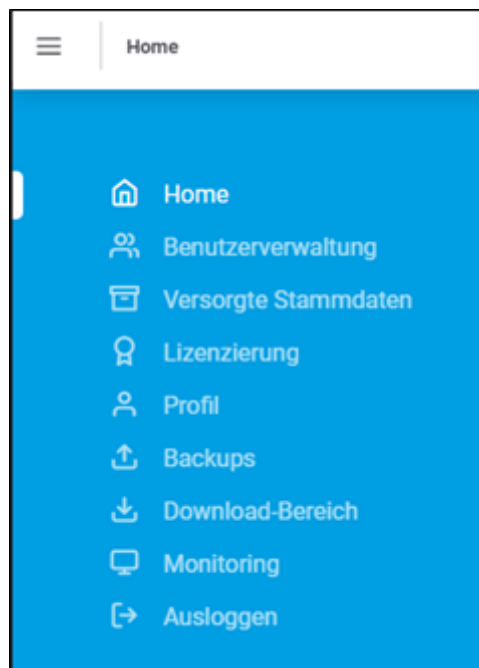 Home
Home
Benutzerverwaltung
Versorgte Stammdaten
Lizenzierung
Profil
Backups
Download-Bereich
Monitoring
Ausloggen